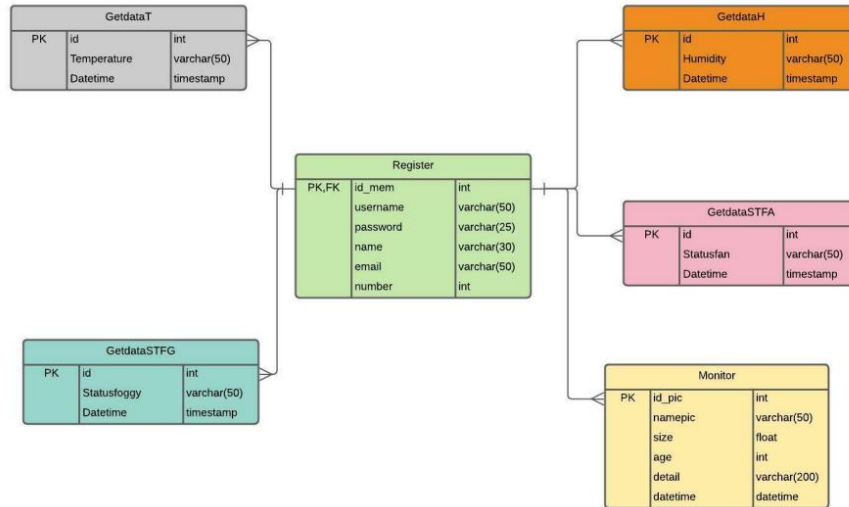 GetdataT
PK id int
Temperature varchar(50)
Datetime timestamp
GetdataH
PK id int
Humidity varchar(50)
Datetime timestamp
Register
PK,FK id_mem int
username varchar(50)
password varchar(25)
name varchar(30)
email varchar(50)
number int
GetdataSTFA
PK id int
Statusfan varchar(50)
Datetime timestamp
GetdataSTFG
PK id int
Statusfoggy varchar(50)
Datetime timestamp
Monitor
PK id_pic int
namepic varchar(50)
size float
age int
detail varchar(200)
datetime datetime